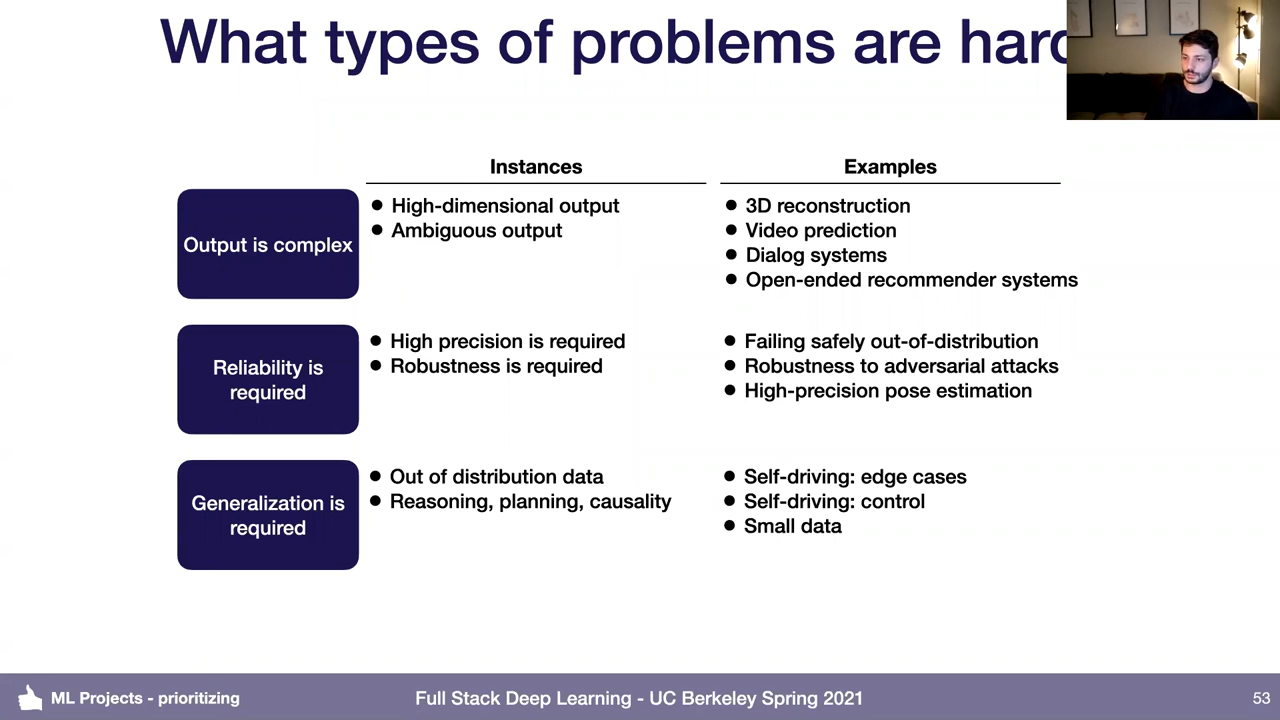 What types of problems are hard
Instances
Examples
Output is complex
● High-dimensional output
● Ambiguous output
● 3D reconstruction
● Video prediction
● Dialog systems
● Open-ended recommender systems
Reliability is
required
● High precision is required
● Robustness is required
● Failing safely out-of-distribution
● Robustness to adversarial attacks
● High-precision pose estimation
Generalization is
required
● Out of distribution data
● Reasoning, planning, causality
● Self-driving: edge cases
● Self-driving: control
● Small data
ML Projects - prioritizing
Full Stack Deep Learning - UC Berkeley Spring 2021
53